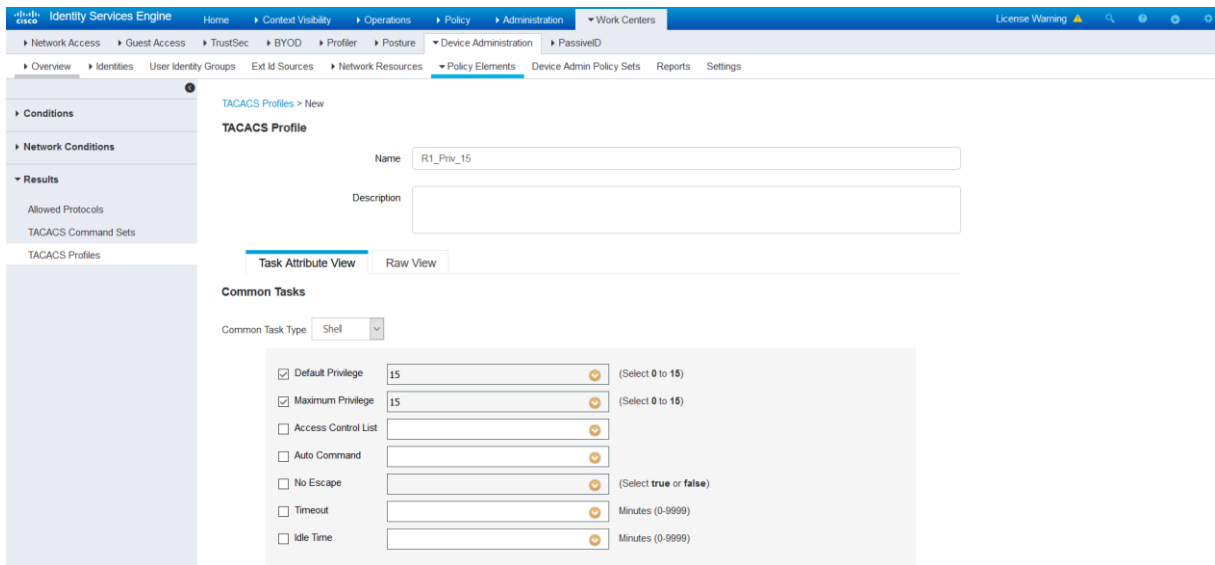 cisco Identity Services Engine Home Context Visibility Operations Policy Administration Work Centers License Warning
Network Access Guest Access TrustSec BYOD Profiler Posture Device Administration PassiveID
Overview Identities User Identity Groups Ext Id Sources Network Resources Policy Elements Device Admin Policy Sets Reports Settings
Conditions
Network Conditions
Results
Allowed Protocols
TACACS Command Sets
TACACS Profiles
TACACS Profiles > New
TACACS Profile
Name R1_Priv_15
Description
Task Attribute View Raw View
Common Tasks
Common Task Type Shell
Default Privilege 15 (Select 0 to 15)
Maximum Privilege 15 (Select 0 to 15)
Access Control List
Auto Command
No Escape (Select true or false)
Timeout Minutes (0-9999)
Idle Time Minutes (0-9999)